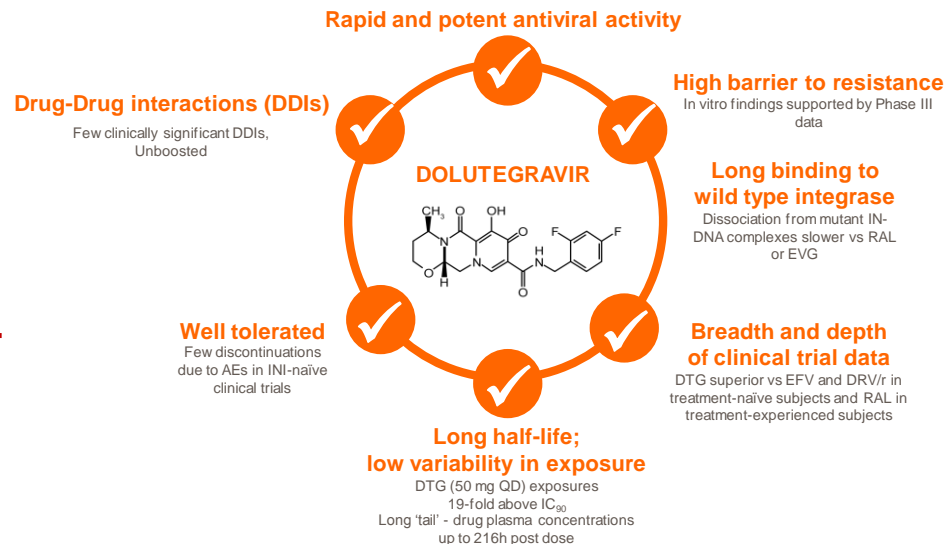 Rapid and potent antiviral activity
High barrier to resistance
In vitro findings supported by Phase III
data
Drug-Drug interactions (DDIs)
Few clinically significant DDIs,
Unboosted
DOLUTEGRAVIR
Long binding to
wild type integrase
Dissociation from mutant IN-
DNA complexes slower vs RAL
or EVG
CH₃
O
OH
N
O
F
F
H
N
O
H
N
O
Well tolerated
Few discontinuations
due to AEs in INI-naïve
clinical trials
Breadth and depth
of clinical trial data
DTG superior vs EFV and DRV/r in
treatment-naïve subjects and RAL in
treatment-experienced subjects
Long half-life;
low variability in exposure
DTG (50 mg QD) exposures
19-fold above IC₉₀
Long ‘tail’ - drug plasma concentrations
up to 216h post dose